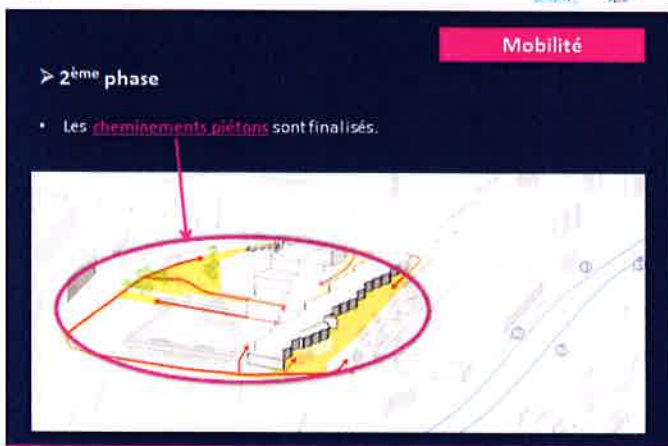 Mobilité
➢ 2ème phase
• Les cheminements piétons sont finalisés.